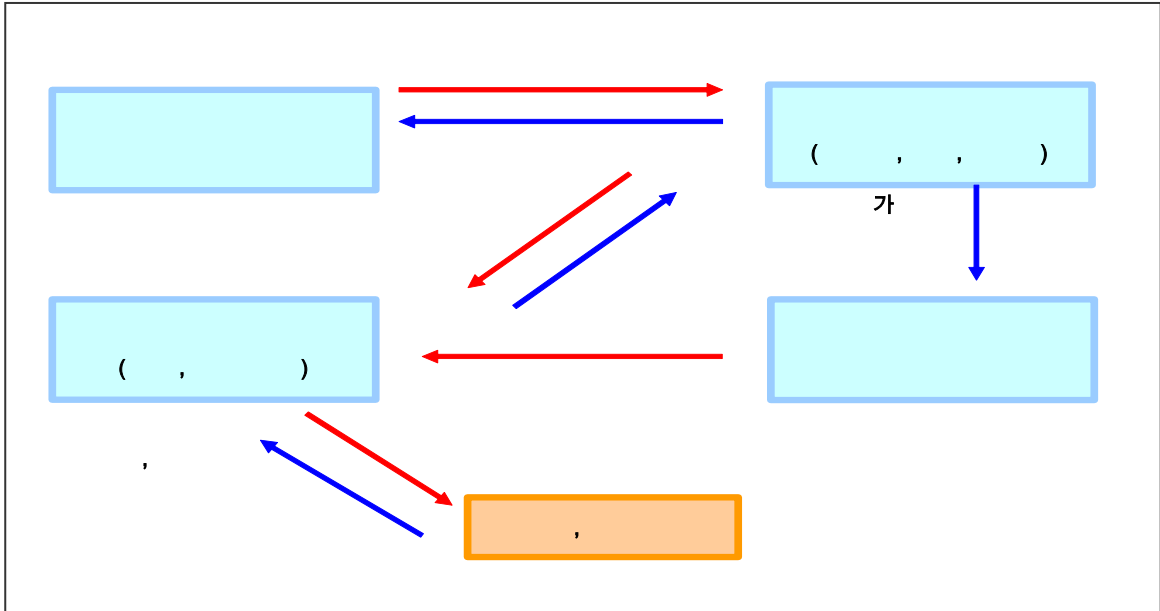 ( , , )
가
( , )
,
,